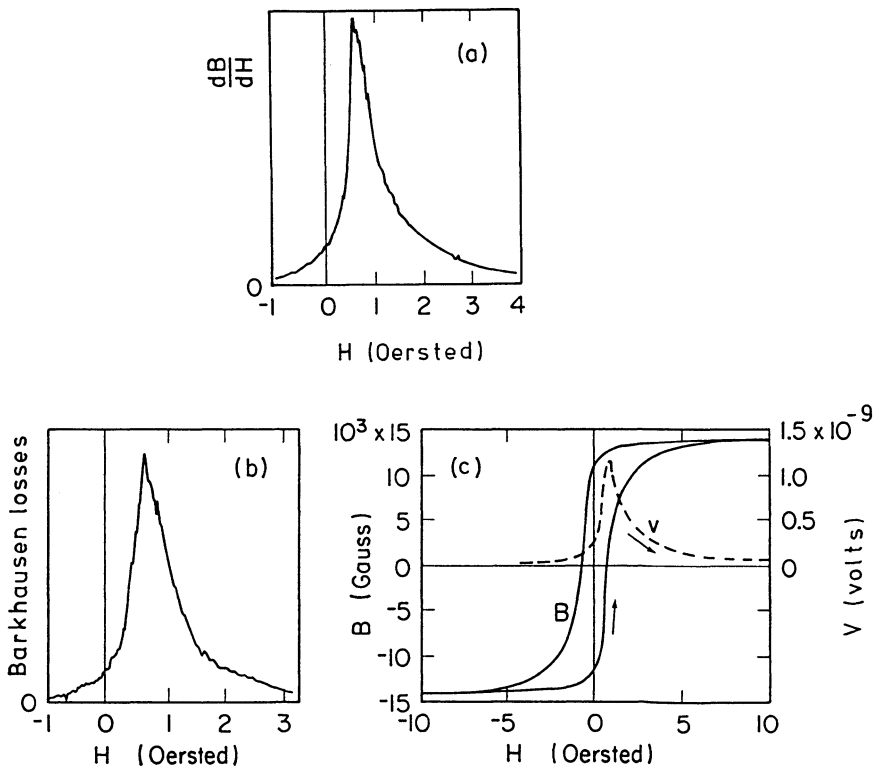 (a)
dB
dH
0
-1 0 1 2 3 4
H (Oersted)
Barkhausen losses
(b)
0
-1 0 1 2 3
H (Oersted)
10³ x 15
10
5
0
-5
-10
-15
B (Gauss)
(c)
B
V
1.5 x 10⁻⁹
1.0
0.5
0
V (volts)
-10 -5 0 5 10
H (Oersted)